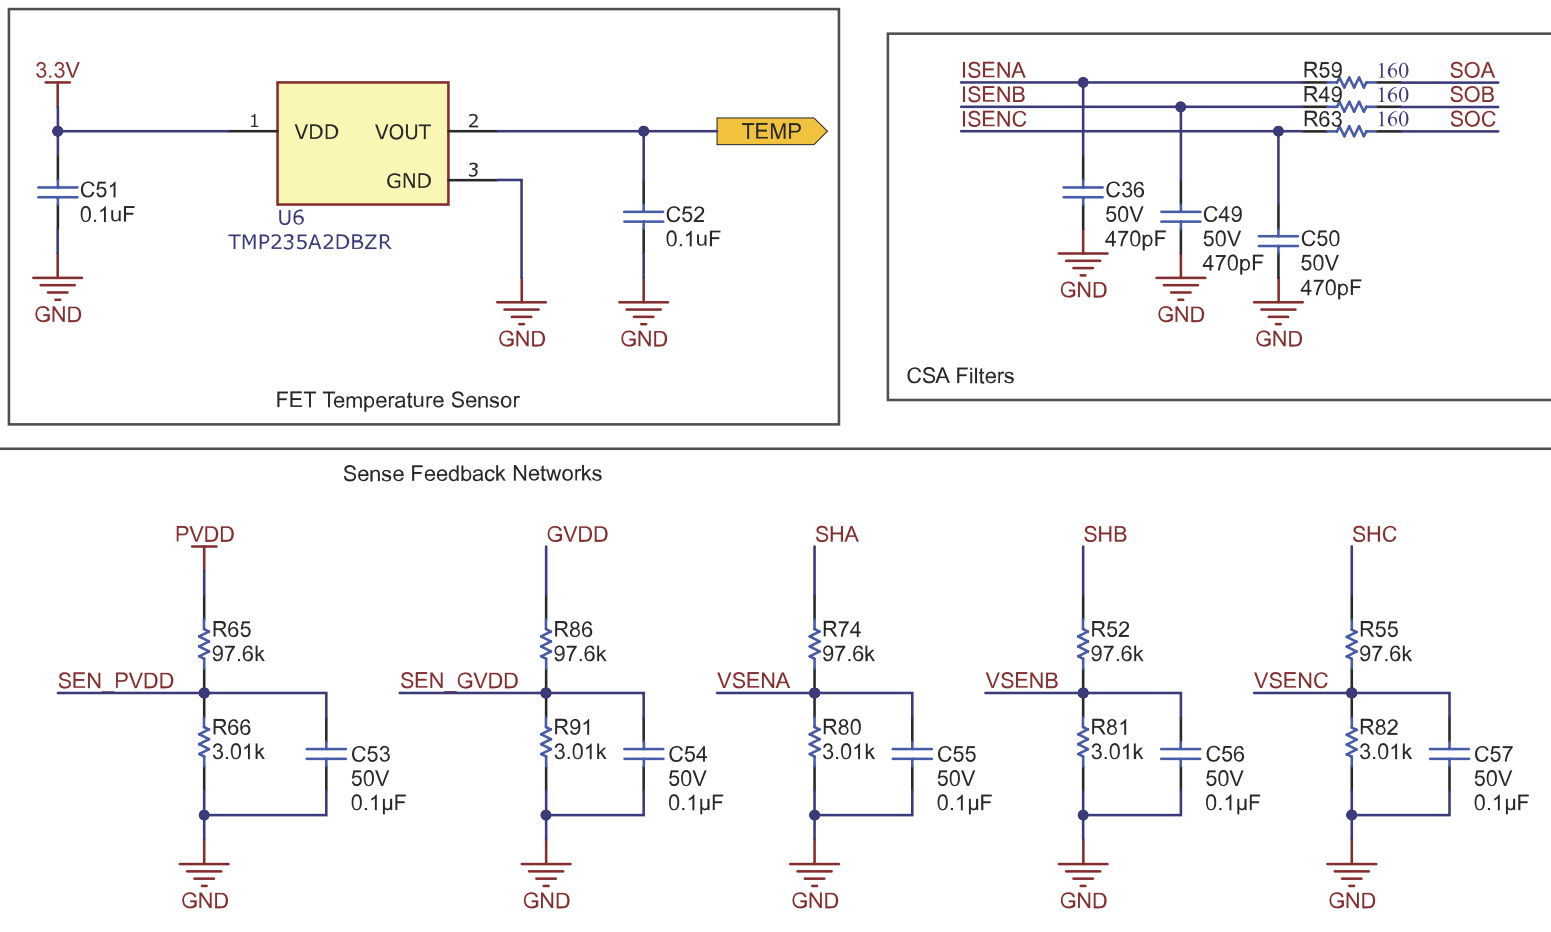 3.3V
1
VDD
VOUT
2
TEMP
GND
3
C51
0.1uF
U6
TMP235A2DBZR
C52
0.1uF
GND
GND
GND
FET Temperature Sensor
ISENA
R59
160
SOA
ISENB
R49
160
SOB
ISENC
R63
160
SOC
C36
50V
470pF
GND
C49
50V
470pF
GND
C50
50V
470pF
GND
CSA Filters
Sense Feedback Networks
PVDD
R65
97.6k
SEN_PVDD
R66
3.01k
C53
50V
0.1µF
GND
GVDD
R86
97.6k
SEN_GVDD
R91
3.01k
C54
50V
0.1µF
GND
SHA
R74
97.6k
VSENA
R80
3.01k
C55
50V
0.1µF
GND
SHB
R52
97.6k
VSENB
R81
3.01k
C56
50V
0.1µF
GND
SHC
R55
97.6k
VSENC
R82
3.01k
C57
50V
0.1µF
GND